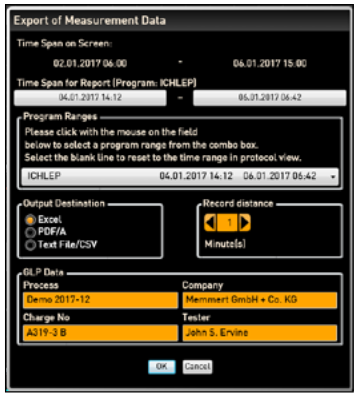 Export of Measurement Data
Time Span on Screen:
02.01.2017 06:00 - 06.01.2017 15:00
Time Span for Report (Program: ICHLEP)
04.01.2017 14:12 - 06.01.2017 06:42
Program Ranges
Please click with the mouse on the field
below to select a program range from the combo box.
Select the blank line to reset to the time range in protocol view.
ICHLEP 04.01.2017 14:12 06.01.2017 06:42
Output Destination
Excel
PDF/A
Text File/CSV
Record distance
1
Minute(s)
GLP Data
Process Company
Demo 2017-12 Memmert GmbH + Co. KG
Charge No Tester
A319-3 B John S. Ervine
OK Cancel